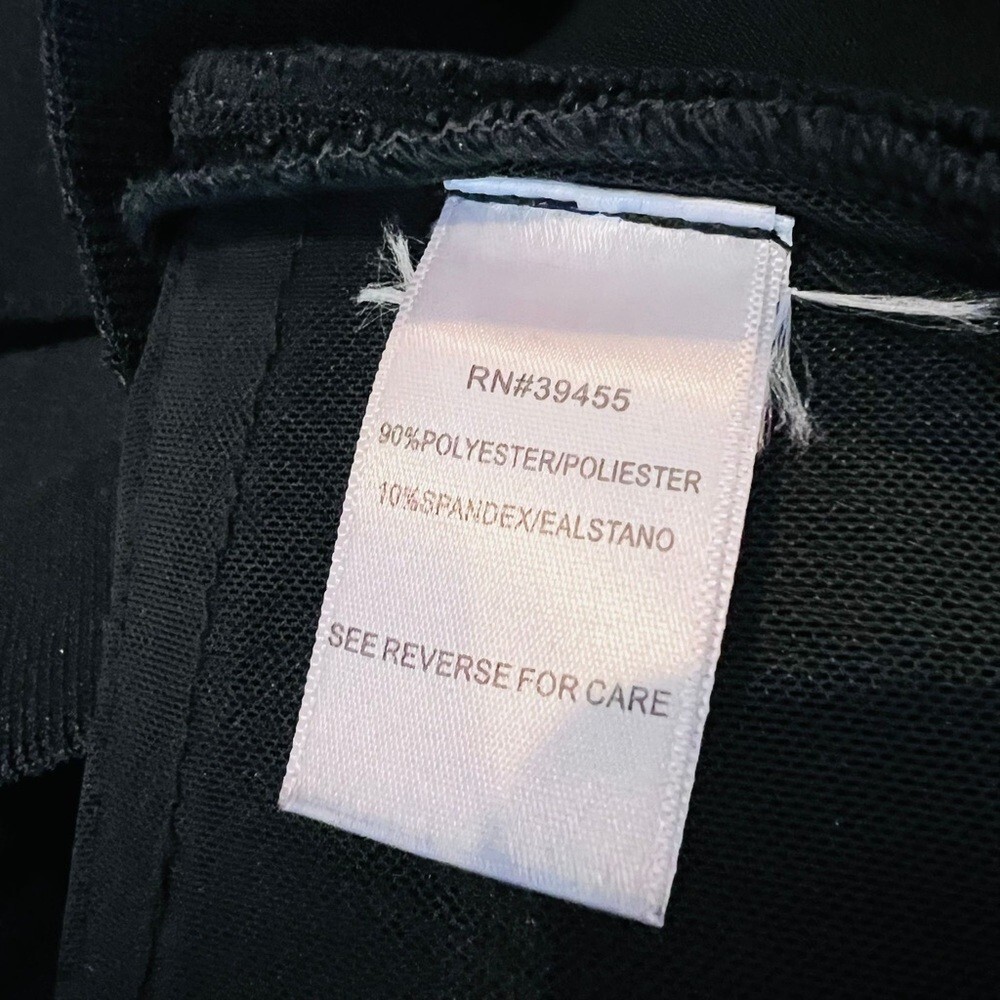 RN#39455
90%POLYESTER/POLIESTER
10%SPANDEX/EALSTANO
SEE REVERSE FOR CARE